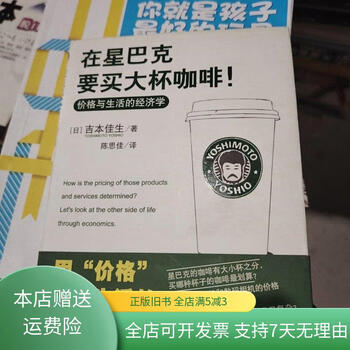 你就是孩子
在星巴克
要买大杯咖啡！
价格与生活的经济学
[日]吉本佳生／著
YOSHIMOTO YOSHIO
陈思佳／译
YOSHIMOTO
YOSHIO
How is the pricing of those products
and services determined?
Let's look at the other side of life
through economics.
用“价格”
星巴克的咖啡有大小杯之分，
买哪种杯子的咖啡最划算？
本店赠送
运费险
正版旧书 全店满5减3
全店可开发票 支持7天无理由